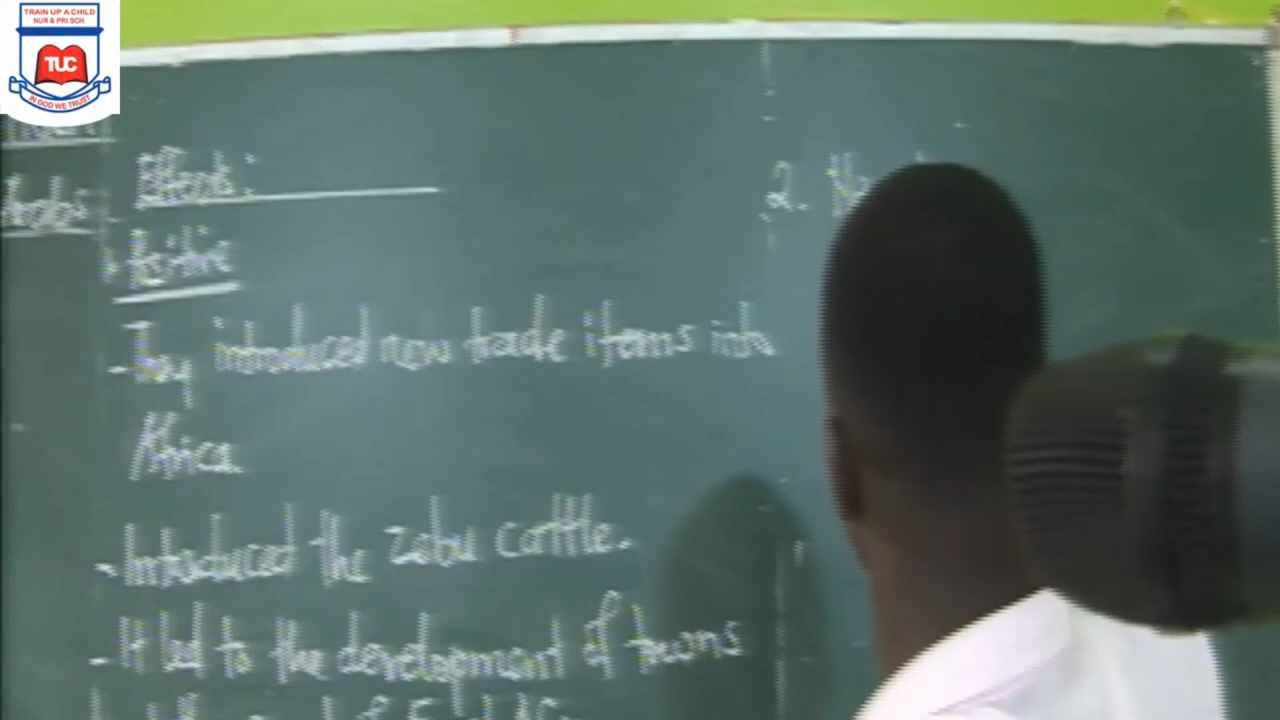 TRAIN UP A CHILD
NUR & PRI SCH.
TUC
IN GOD WE TRUST
Effects:
Positive
- They introduced new trade items into
Africa
- Introduced the zebu cattle.
- It led to the development of towns
2.